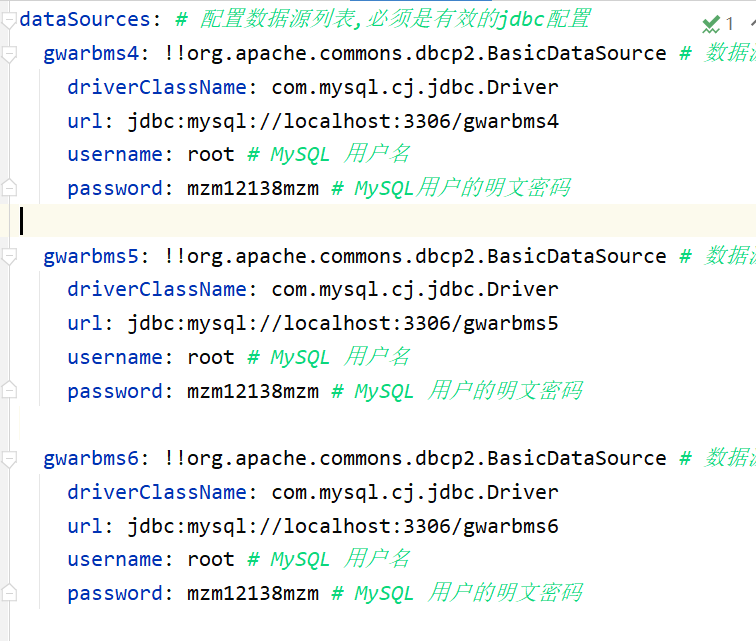 dataSources: # 配置数据源列表,必须是有效的jdbc配置
1
gwarbms4: !!org.apache.commons.dbcp2.BasicDataSource # 数据
driverClassName: com.mysql.cj.jdbc.Driver
url: jdbc:mysql://localhost:3306/gwarbms4
username: root # MySQL 用户名
password: mzm12138mzm # MySQL用户的明文密码
gwarbms5: !!org.apache.commons.dbcp2.BasicDataSource # 数据
driverClassName: com.mysql.cj.jdbc.Driver
url: jdbc:mysql://localhost:3306/gwarbms5
username: root # MySQL 用户名
password: mzm12138mzm # MySQL 用户的明文密码
gwarbms6: !!org.apache.commons.dbcp2.BasicDataSource # 数据
driverClassName: com.mysql.cj.jdbc.Driver
url: jdbc:mysql://localhost:3306/gwarbms6
username: root # MySQL 用户名
password: mzm12138mzm # MySQL 用户的明文密码